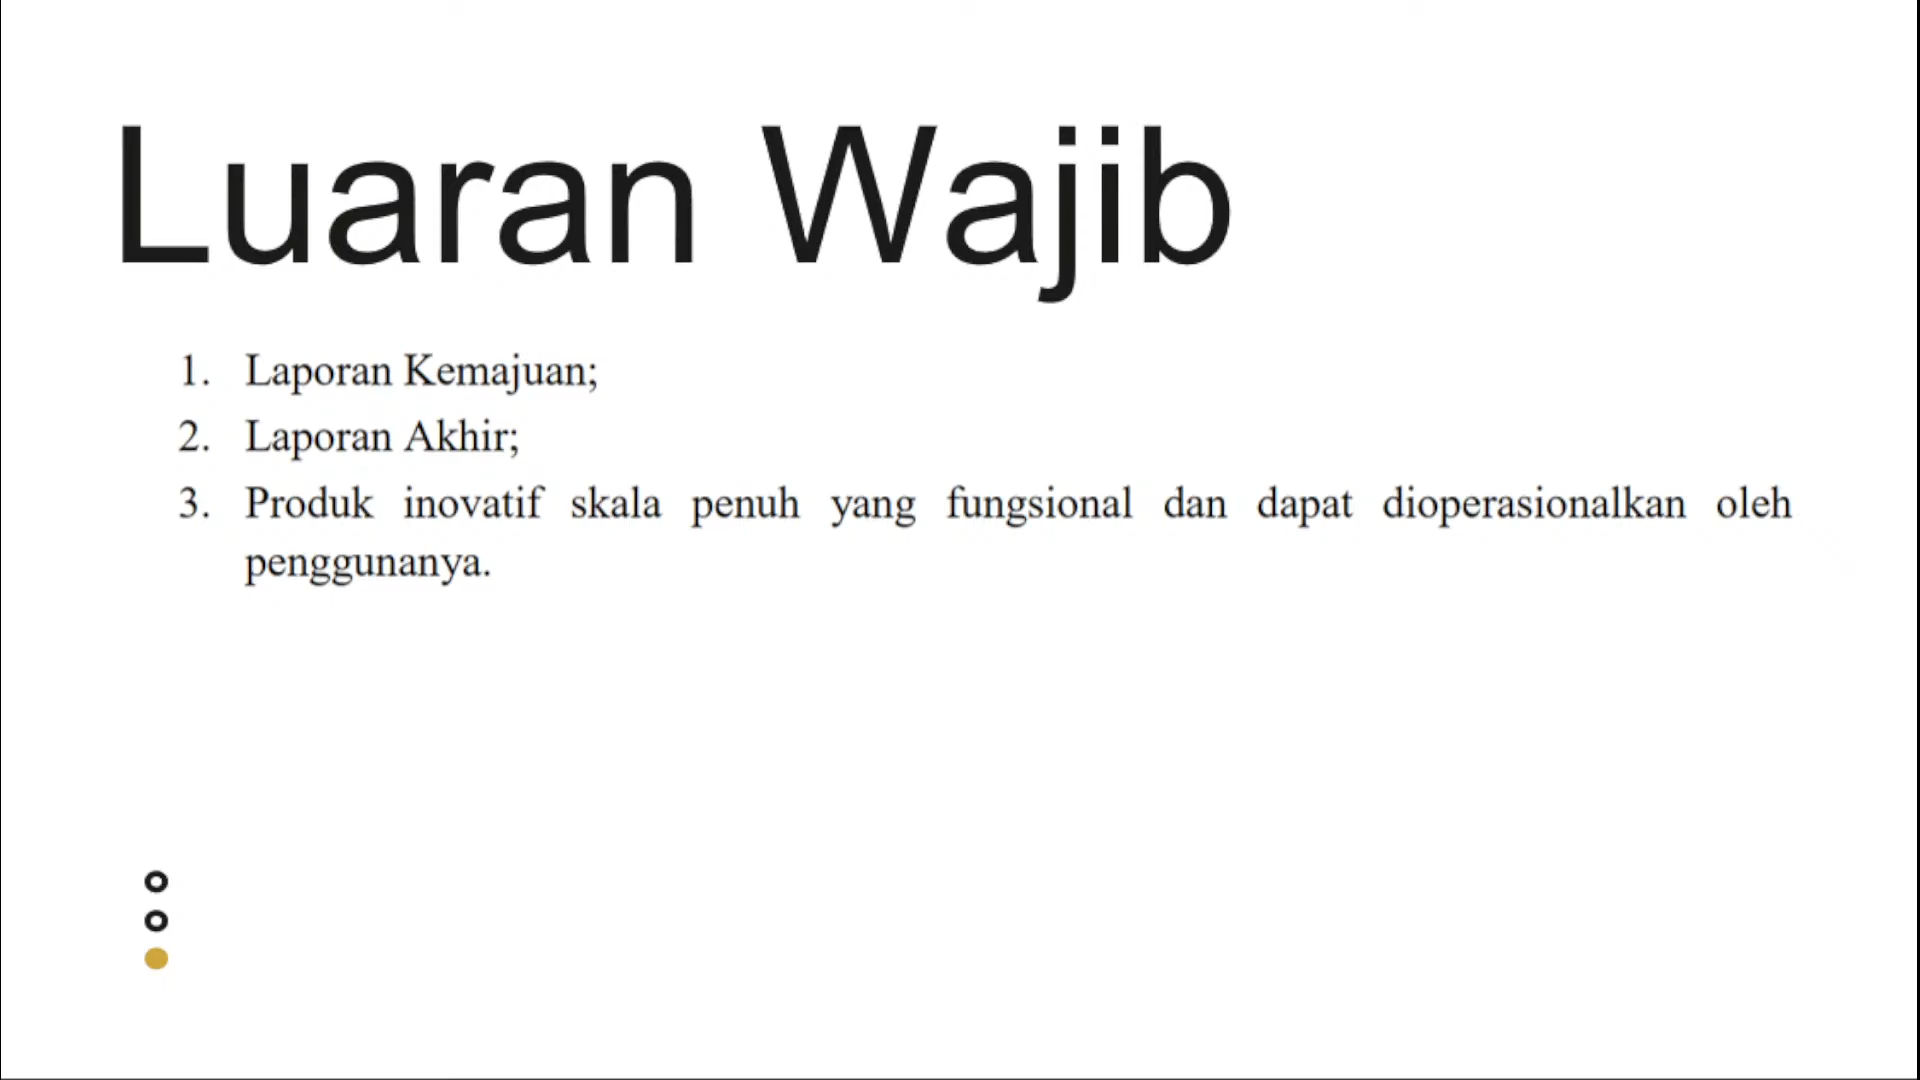 Luaran Wajib
1. Laporan Kemajuan;
2. Laporan Akhir;
3. Produk inovatif skala penuh yang fungsional dan dapat dioperasionalkan oleh
penggunanya.